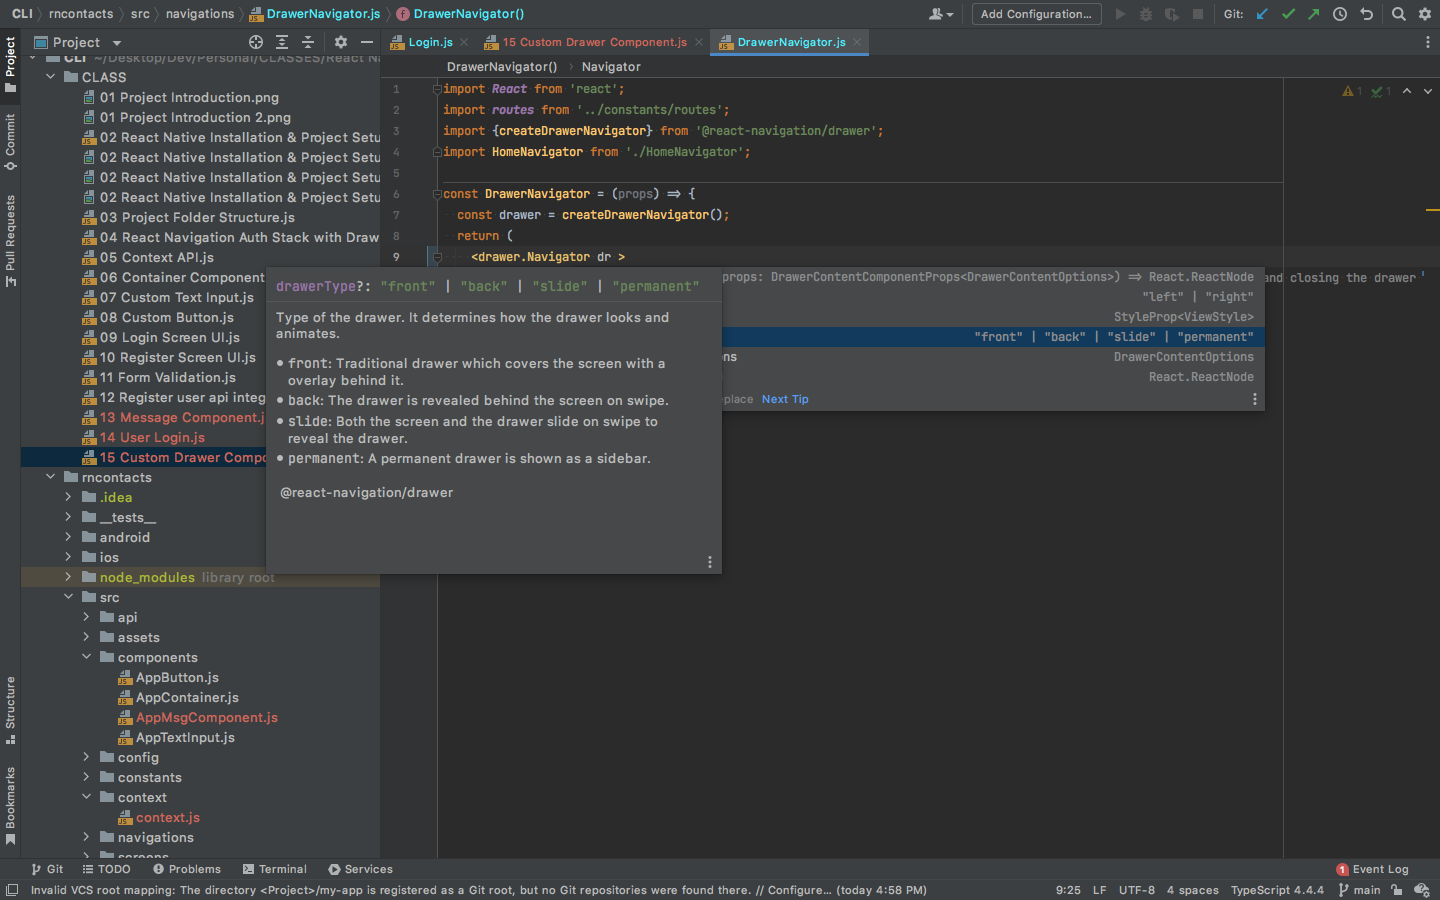 CLI rncontacts src navigations DrawerNavigator.js DrawerNavigator() Add Configuration... Git:
Project
Login.js 15 Custom Drawer Component.js DrawerNavigator.js
DrawerNavigator() Navigator
CLI ~/Desktop/Dev/Personal/CLASSES/React Na
CLASS
01 Project Introduction.png
01 Project Introduction 2.png
02 React Native Installation & Project Setu
02 React Native Installation & Project Setu
02 React Native Installation & Project Setu
02 React Native Installation & Project Setu
03 Project Folder Structure.js
04 React Navigation Auth Stack with Draw
05 Context API.js
06 Container Component
07 Custom Text Input.js
08 Custom Button.js
09 Login Screen UI.js
10 Register Screen UI.js
11 Form Validation.js
12 Register user api integ
13 Message Component.j
14 User Login.js
15 Custom Drawer Compo
rncontacts
.idea
__tests__
android
ios
node_modules library root
src
api
assets
components
AppButton.js
AppContainer.js
AppMsgComponent.js
AppTextInput.js
config
constants
context
context.js
navigations
screens
Project
Commit
Pull Requests
Structure
Bookmarks
1 import React from 'react';
2 import routes from '../constants/routes';
3 import {createDrawerNavigator} from '@react-navigation/drawer';
4 import HomeNavigator from './HomeNavigator';
5
6 const DrawerNavigator = (props) => {
7 const drawer = createDrawerNavigator();
8 return (
9 <drawer.Navigator dr >
1 1
drawerType?: "front" | "back" | "slide" | "permanent"
Type of the drawer. It determines how the drawer looks and
animates.
• front: Traditional drawer which covers the screen with a
overlay behind it.
• back: The drawer is revealed behind the screen on swipe.
• slide: Both the screen and the drawer slide on swipe to
reveal the drawer.
• permanent: A permanent drawer is shown as a sidebar.
@react-navigation/drawer
props: DrawerContentComponentProps<DrawerContentOptions>) => React.ReactNode
and closing the drawer '
"left" | "right"
StyleProp<ViewStyle>
"front" | "back" | "slide" | "permanent"
ns DrawerContentOptions
React.ReactNode
place Next Tip
Git TODO Problems Terminal Services 1 Event Log
Invalid VCS root mapping: The directory <Project>/my-app is registered as a Git root, but no Git repositories were found there. // Configure... (today 4:58 PM) 9:25 LF UTF-8 4 spaces TypeScript 4.4.4 main